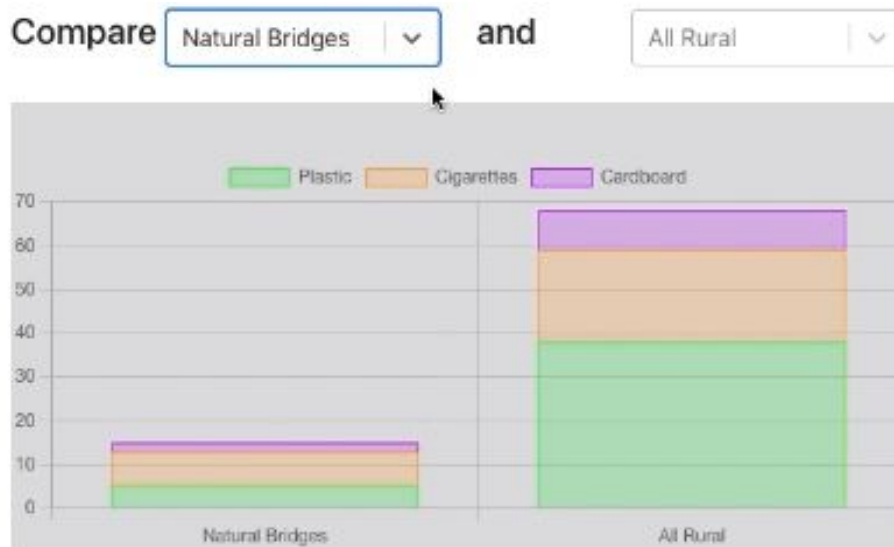 Compare Natural Bridges and All Rural
Plastic Cigarettes Cardboard
70
60
50
40
30
20
10
0
Natural Bridges All Rural